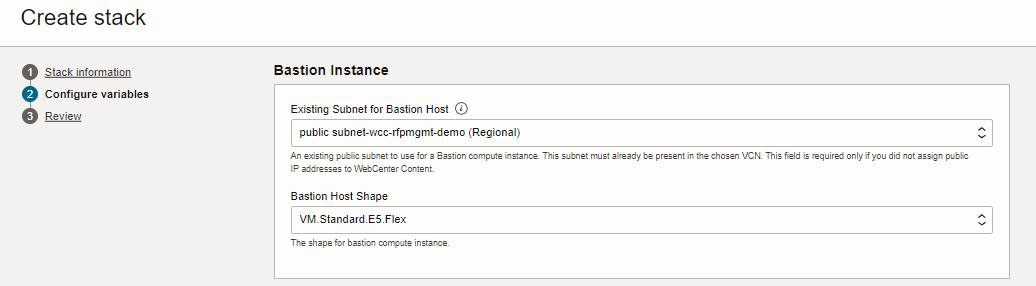 Create stack
1 Stack information
2 Configure variables
3 Review
Bastion Instance
Existing Subnet for Bastion Host i
public subnet-wcc-rfpmgmt-demo (Regional)
An existing public subnet to use for a Bastion compute instance. This subnet must already be present in the chosen VCN. This field is required only if you did not assign public
IP addresses to WebCenter Content.
Bastion Host Shape
VM.Standard.E5.Flex
The shape for bastion compute instance.